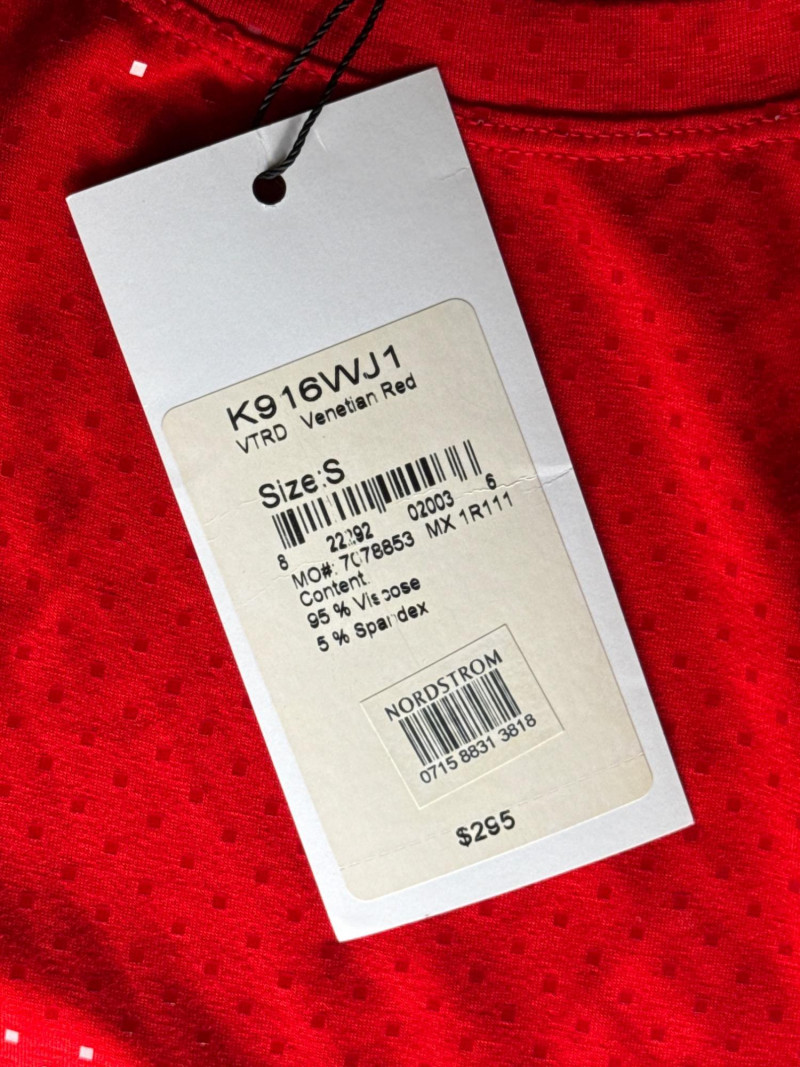 K916WJ1
VTRD Venetian Red
Size:S
8 22292 02003 6
MO#: 7078853 MX 1R111
Content:
95 % Viscose
5 % Spandex
NORDSTROM
0715 8831 3818
$295